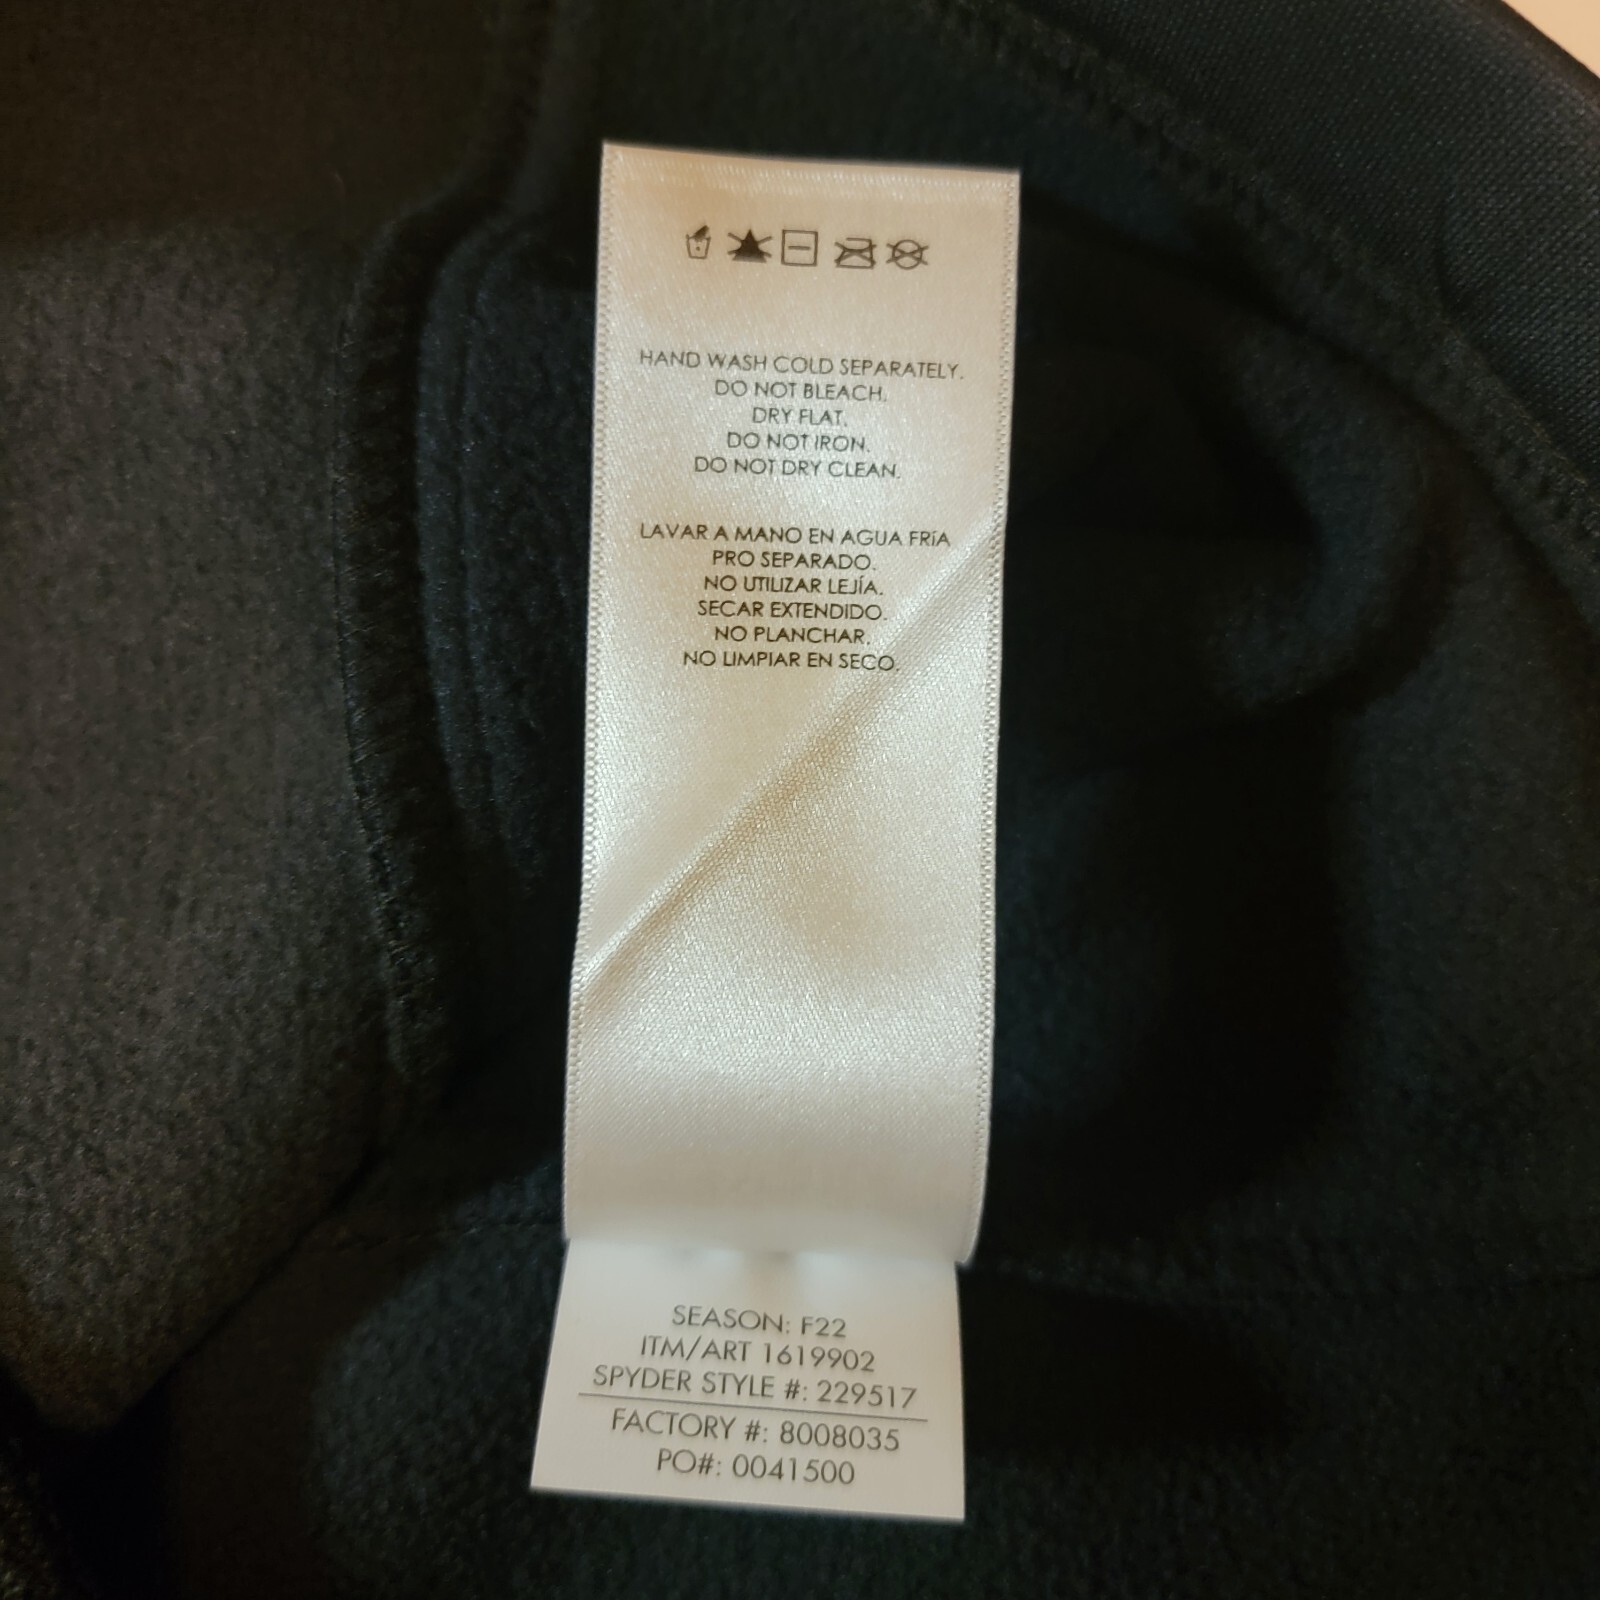 HAND WASH COLD SEPARATELY.
DO NOT BLEACH.
DRY FLAT.
DO NOT IRON.
DO NOT DRY CLEAN.
LAVAR A MANO EN AGUA FRÍA
PRO SEPARADO.
NO UTILIZAR LEJÍA.
SECAR EXTENDIDO.
NO PLANCHAR.
NO LIMPIAR EN SECO.
SEASON: F22
ITM/ART 1619902
SPYDER STYLE #: 229517
FACTORY #: 8008035
PO#: 0041500